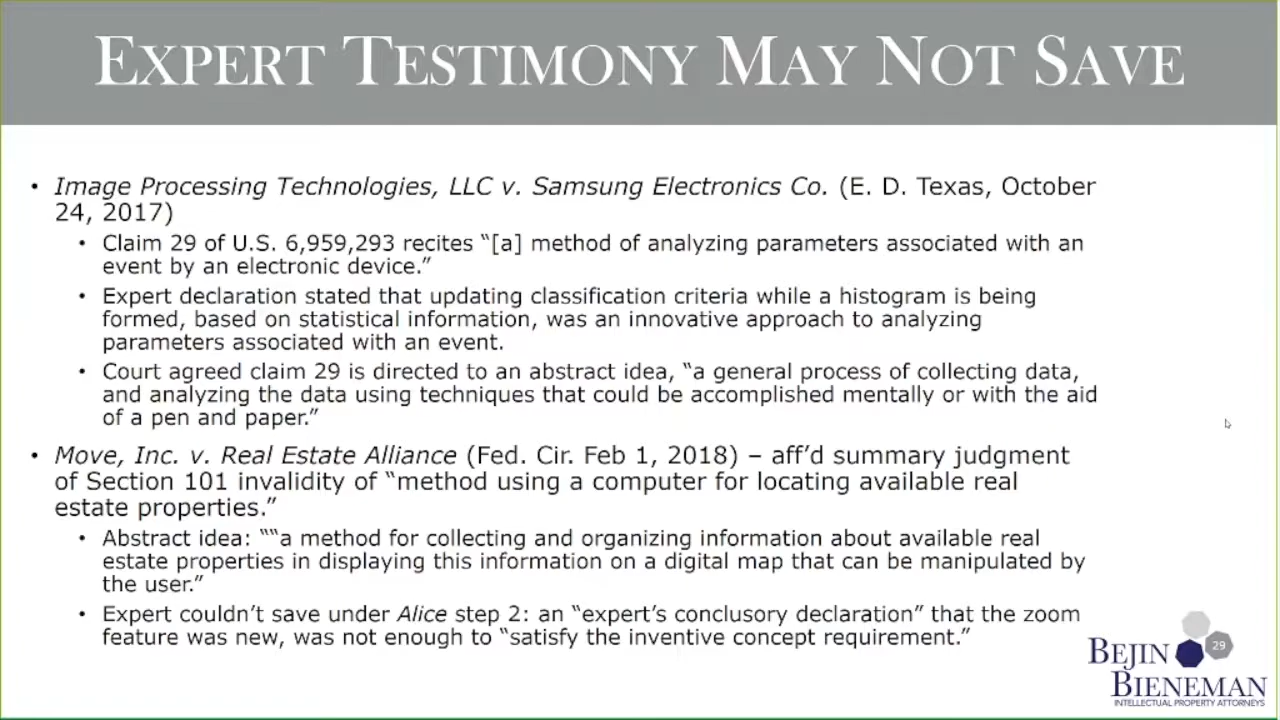 EXPERT TESTIMONY MAY NOT SAVE
• Image Processing Technologies, LLC v. Samsung Electronics Co. (E. D. Texas, October
24, 2017)
• Claim 29 of U.S. 6,959,293 recites “[a] method of analyzing parameters associated with an
event by an electronic device.”
• Expert declaration stated that updating classification criteria while a histogram is being
formed, based on statistical information, was an innovative approach to analyzing
parameters associated with an event.
• Court agreed claim 29 is directed to an abstract idea, “a general process of collecting data,
and analyzing the data using techniques that could be accomplished mentally or with the aid
of a pen and paper.”
• Move, Inc. v. Real Estate Alliance (Fed. Cir. Feb 1, 2018) – aff’d summary judgment
of Section 101 invalidity of “method using a computer for locating available real
estate properties.”
• Abstract idea: ““a method for collecting and organizing information about available real
estate properties in displaying this information on a digital map that can be manipulated by
the user.”
• Expert couldn’t save under Alice step 2: an “expert’s conclusory declaration” that the zoom
feature was new, was not enough to “satisfy the inventive concept requirement.”
29
BEJIN
BIENEMAN
INTELLECTUAL PROPERTY ATTORNEYS